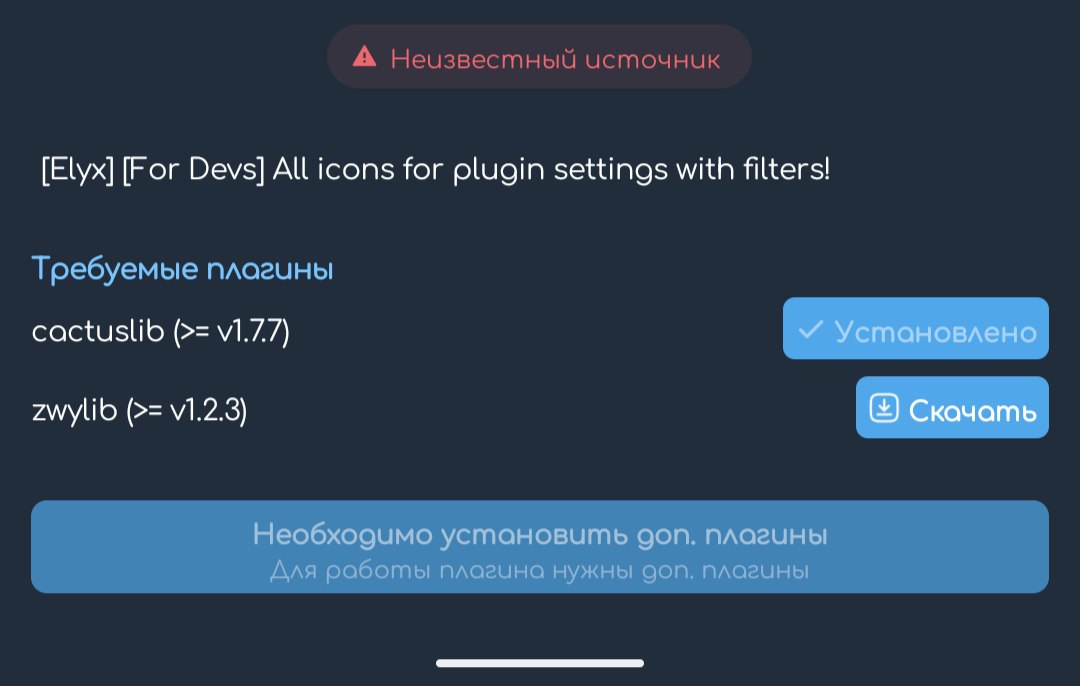 Неизвестный источник
[Elyx] [For Devs] All icons for plugin settings with filters!
Требуемые плагины
cactuslib (>= v1.7.7)
Установлено
zwylib (>= v1.2.3)
Скачать
Необходимо установить доп. плагины
Для работы плагина нужны доп. плагины